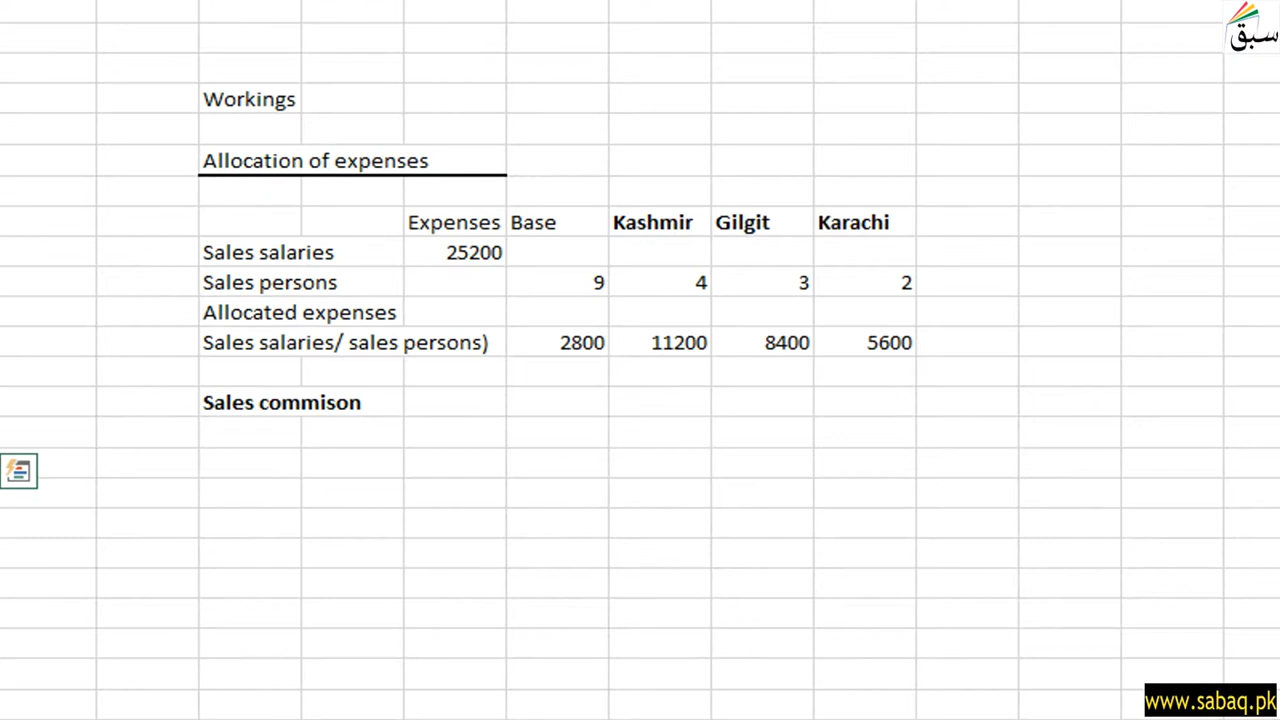 سبق
Workings
Allocation of expenses
Expenses Base Kashmir Gilgit Karachi
Sales salaries 25200
Sales persons 9 4 3 2
Allocated expenses
Sales salaries/ sales persons) 2800 11200 8400 5600
Sales commison
www.sabaq.pk